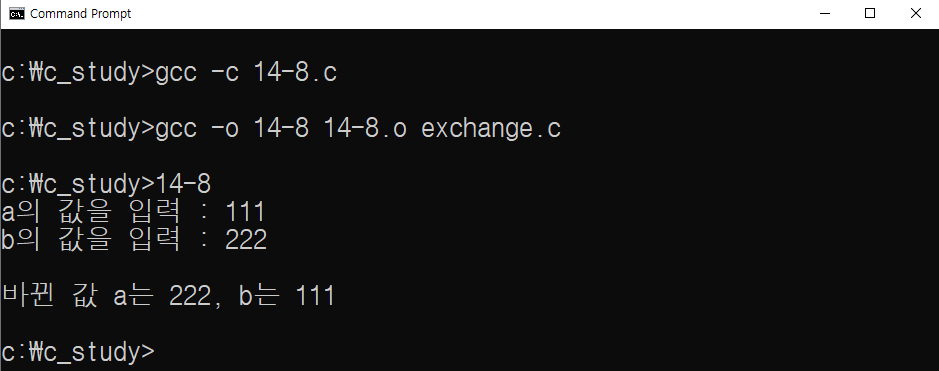 Command Prompt
c:₩c_study>gcc -c 14-8.c
c:₩c_study>gcc -o 14-8 14-8.o exchange.c
c:₩c_study>14-8
a의 값을 입력 : 111
b의 값을 입력 : 222
바뀐 값 a는 222, b는 111
c:₩c_study>